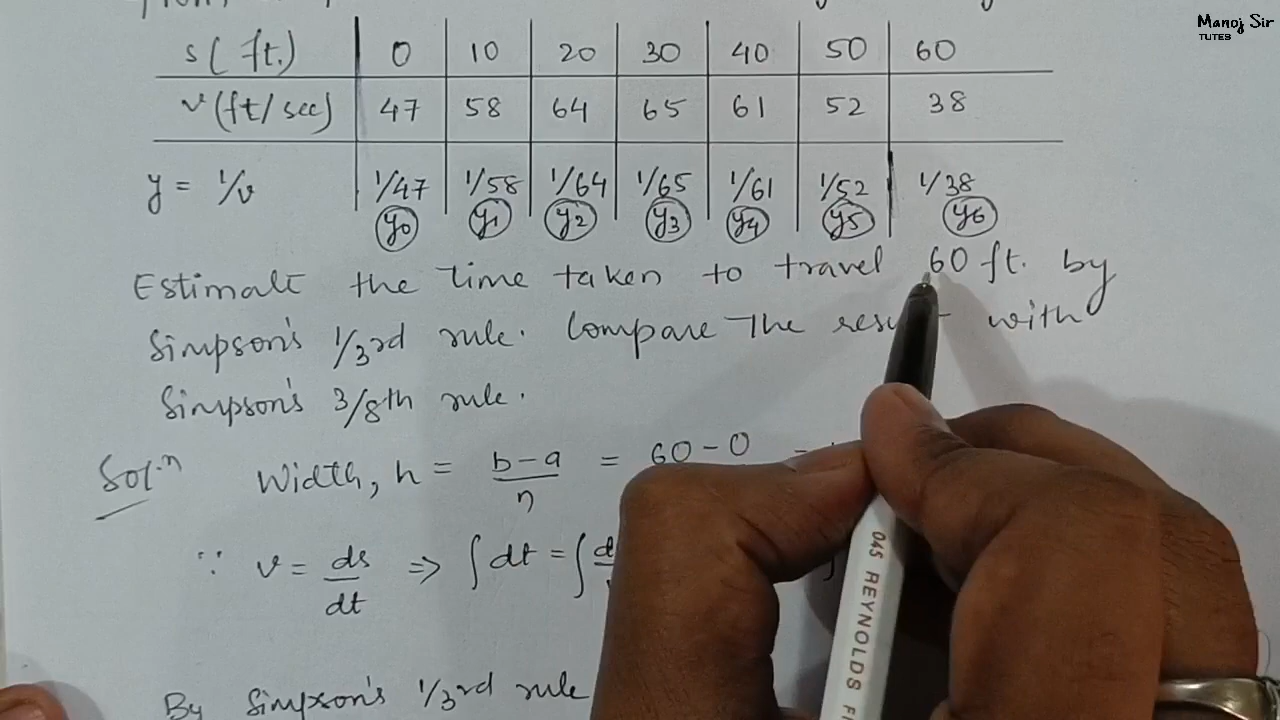 Manoj Sir
TUTES
s(ft.) 0 10 20 30 40 50 60
v(ft/sec) 47 58 64 65 61 52 38
y = 1/v 1/47 1/58 1/64 1/65 1/61 1/52 1/38
y0 y1 y2 y3 y4 y5 y6
Estimate the time taken to travel 60 ft. by
Simpson's 1/3rd rule. Compare the result with
Simpson's 3/8th rule.
Sol.n Width, h = b-a/n = 60-0
∵ v = ds/dt ⇒ ∫dt = ∫
By Simpson's 1/3rd rule
045 REYNOLDS